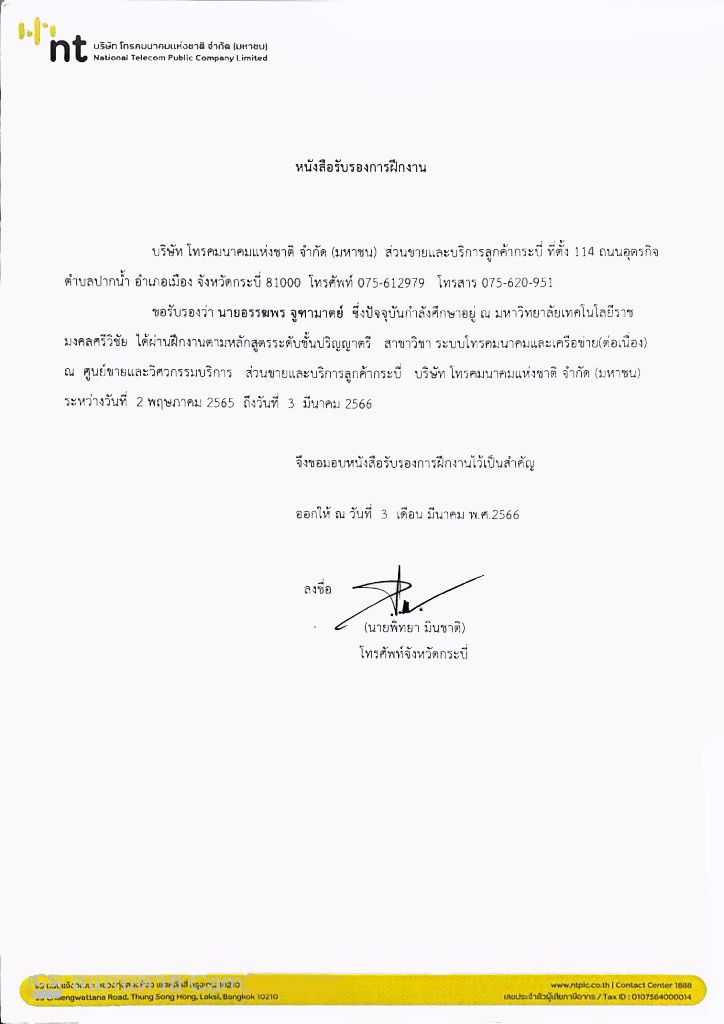 nt บริษัท โทรคมนาคมแห่งชาติ จำกัด (มหาชน)
National Telecom Public Company Limited
หนังสือรับรองการฝึกงาน
บริษัท โทรคมนาคมแห่งชาติ จำกัด (มหาชน) ส่วนขายและบริการลูกค้ากระบี่ ที่ตั้ง 114 ถนนอุตรกิจ
ตำบลปากน้ำ อำเภอเมือง จังหวัดกระบี่ 81000 โทรศัพท์ 075-612979 โทรสาร 075-620-951
ขอรับรองว่า นายอรรฆพร จูฑามาตย์ ซึ่งปัจจุบันกำลังศึกษาอยู่ ณ มหาวิทยาลัยเทคโนโลยีราช
มงคลศรีวิชัย ได้ผ่านฝึกงานตามหลักสูตรระดับชั้นปริญญาตรี สาขาวิชา ระบบโทรคมนาคมและเครือข่าย(ต่อเนื่อง)
ณ ศูนย์ขายและวิศวกรรมบริการ ส่วนขายและบริการลูกค้ากระบี่ บริษัท โทรคมนาคมแห่งชาติ จำกัด (มหาชน)
ระหว่างวันที่ 2 พฤษภาคม 2565 ถึงวันที่ 3 มีนาคม 2566
จึงขอมอบหนังสือรับรองการฝึกงานไว้เป็นสำคัญ
ออกให้ ณ วันที่ 3 เดือน มีนาคม พ.ศ.2566
ลงชื่อ
(นายพิทยา มินชาติ)
โทรศัพท์จังหวัดกระบี่
กรุงเทพฯ 10210
Chaengwattana Road, Thung Song Hong, Laksi, Bangkok 10210
www.ntplc.co.th | Contact Center 1888
เลขประจำตัวผู้เสียภาษีอากร / Tax ID : 0107564000014